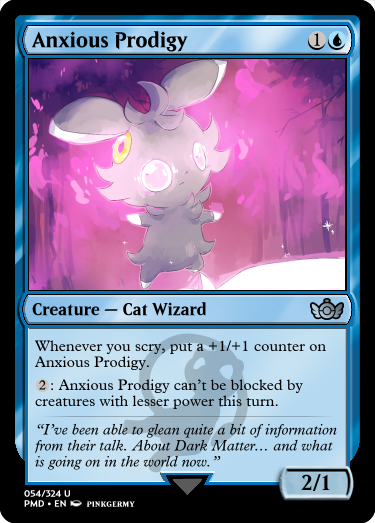 Anxious Prodigy 1
Creature — Cat Wizard
Whenever you scry, put a +1/+1 counter on
Anxious Prodigy.
2: Anxious Prodigy can't be blocked by
creatures with lesser power this turn.
“I've been able to glean quite a bit of information
from their talk. About Dark Matter… and what
is going on in the world now.”
2/1
054/324 U
PMD • EN PINKGERMY